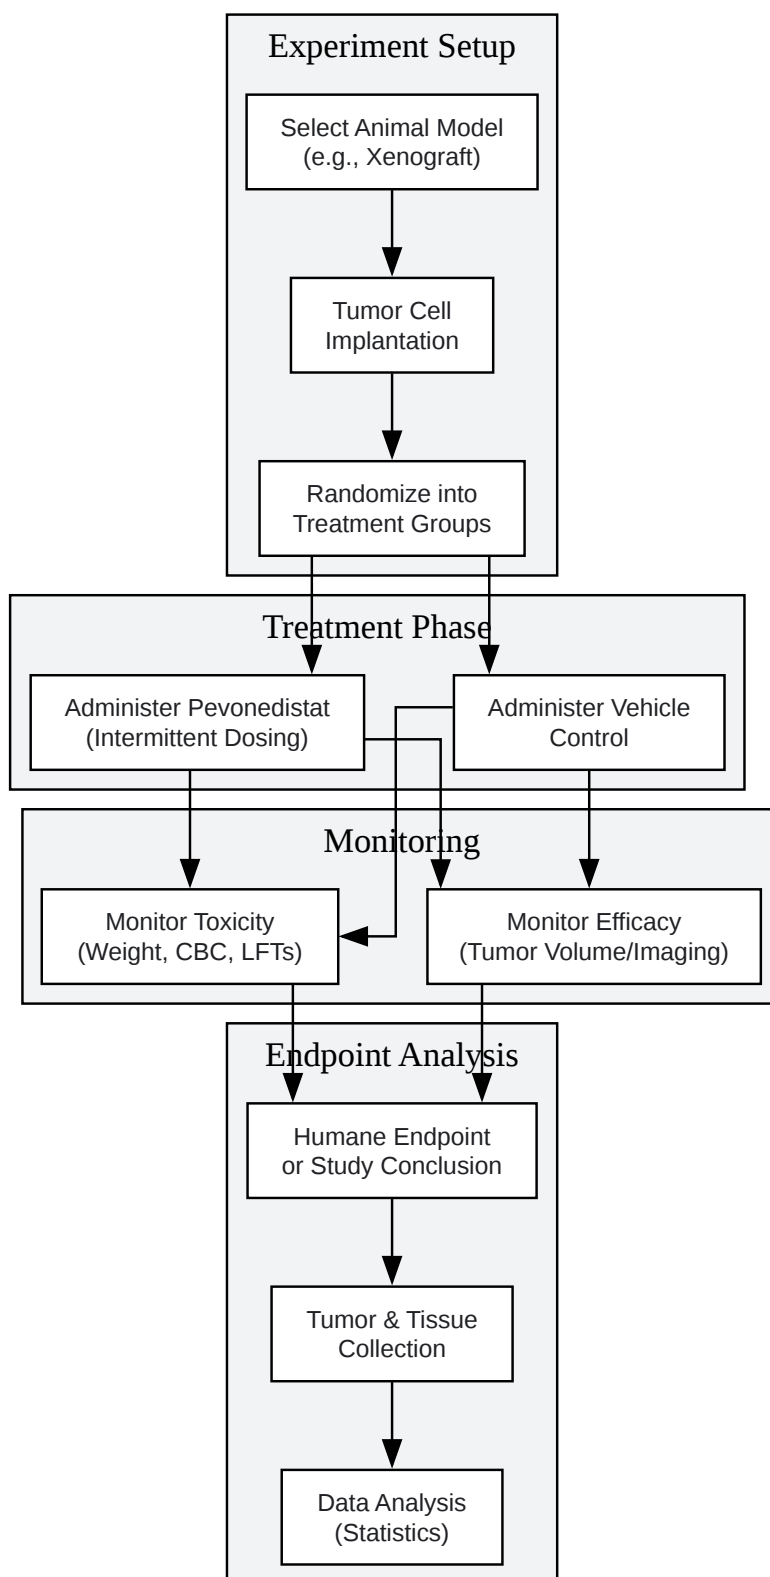 Experiment Setup
Select Animal Model
(e.g., Xenograft)
Tumor Cell
Implantation
Randomize into
Treatment Groups
Treatment Phase
Administer Pevonedistat
(Intermittent Dosing)
Administer Vehicle
Control
Monitoring
Monitor Toxicity
(Weight, CBC, LFTs)
Monitor Efficacy
(Tumor Volume/Imaging)
Endpoint Analysis
Humane Endpoint
or Study Conclusion
Tumor & Tissue
Collection
Data Analysis
(Statistics)